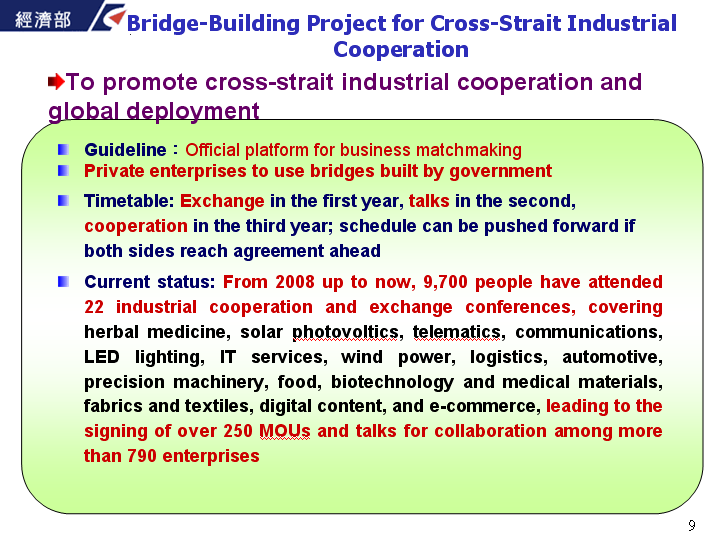 經濟部
Bridge-Building Project for Cross-Strait Industrial
Cooperation
To promote cross-strait industrial cooperation and
global deployment
Guideline：Official platform for business matchmaking
Private enterprises to use bridges built by government
Timetable: Exchange in the first year, talks in the second,
cooperation in the third year; schedule can be pushed forward if
both sides reach agreement ahead
Current status: From 2008 up to now, 9,700 people have attended
22 industrial cooperation and exchange conferences, covering
herbal medicine, solar photovoltics, telematics, communications,
LED lighting, IT services, wind power, logistics, automotive,
precision machinery, food, biotechnology and medical materials,
fabrics and textiles, digital content, and e-commerce, leading to the
signing of over 250 MOUs and talks for collaboration among more
than 790 enterprises
9